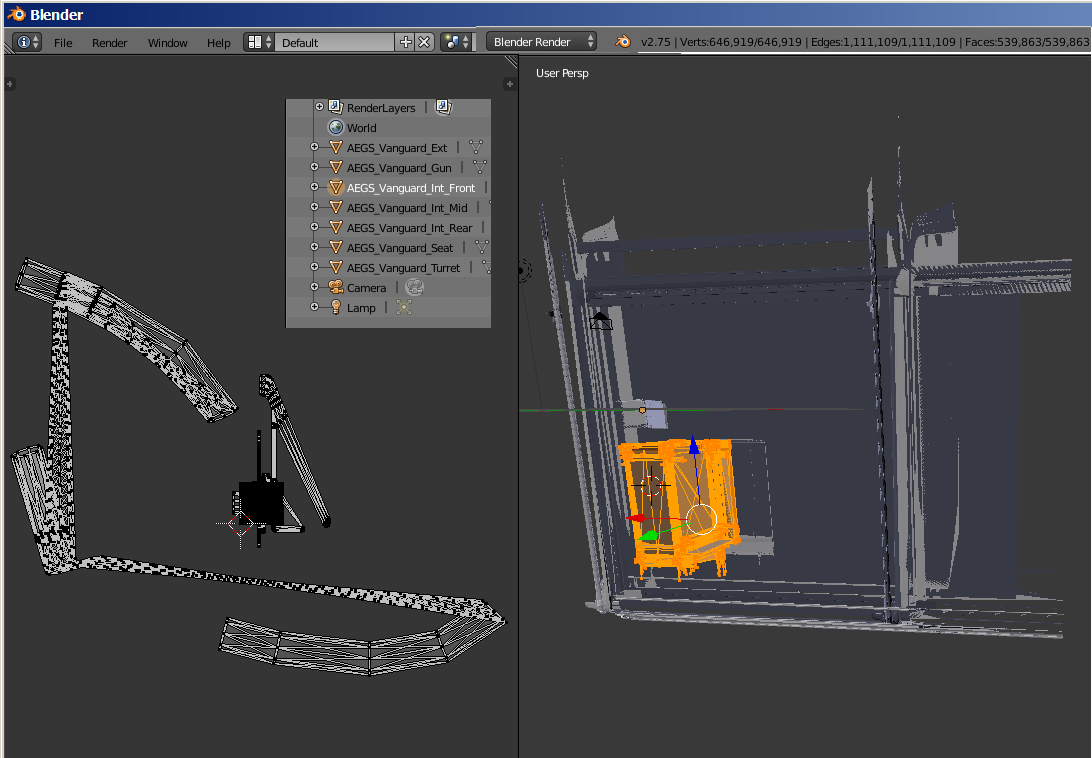 Blender
File Render Window Help Default Blender Render v2.75 | Verts:646,919/646,919 | Edges:1,111,109/1,111,109 | Faces:539,863/539,863
User Persp
RenderLayers
World
AEGS_Vanguard_Ext
AEGS_Vanguard_Gun
AEGS_Vanguard_Int_Front
AEGS_Vanguard_Int_Mid
AEGS_Vanguard_Int_Rear
AEGS_Vanguard_Seat
AEGS_Vanguard_Turret
Camera
Lamp